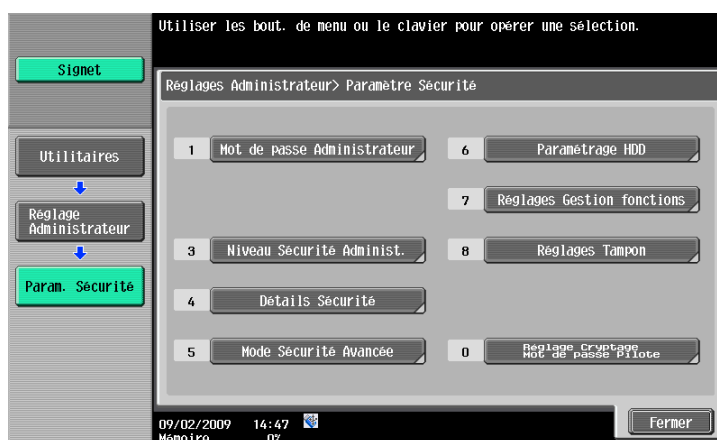 Utiliser les bout. de menu ou le clavier pour opérer une sélection.
Signet
Réglages Administrateur> Paramètre Sécurité
1 Mot de passe Administrateur
6 Paramétrage HDD
Utilitaires
7 Réglages Gestion fonctions
Réglage
Administrateur
3 Niveau Sécurité Administ.
8 Réglages Tampon
Param. Sécurité
4 Détails Sécurité
5 Mode Sécurité Avancée
0 Réglage Cryptage
Mot de passe Pilote
09/02/2009 14:47
Fermer
Mémoire 0%